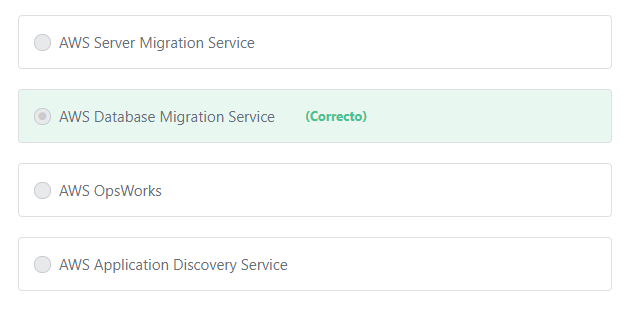 AWS Server Migration Service
AWS Database Migration Service (Correcto)
AWS OpsWorks
AWS Application Discovery Service